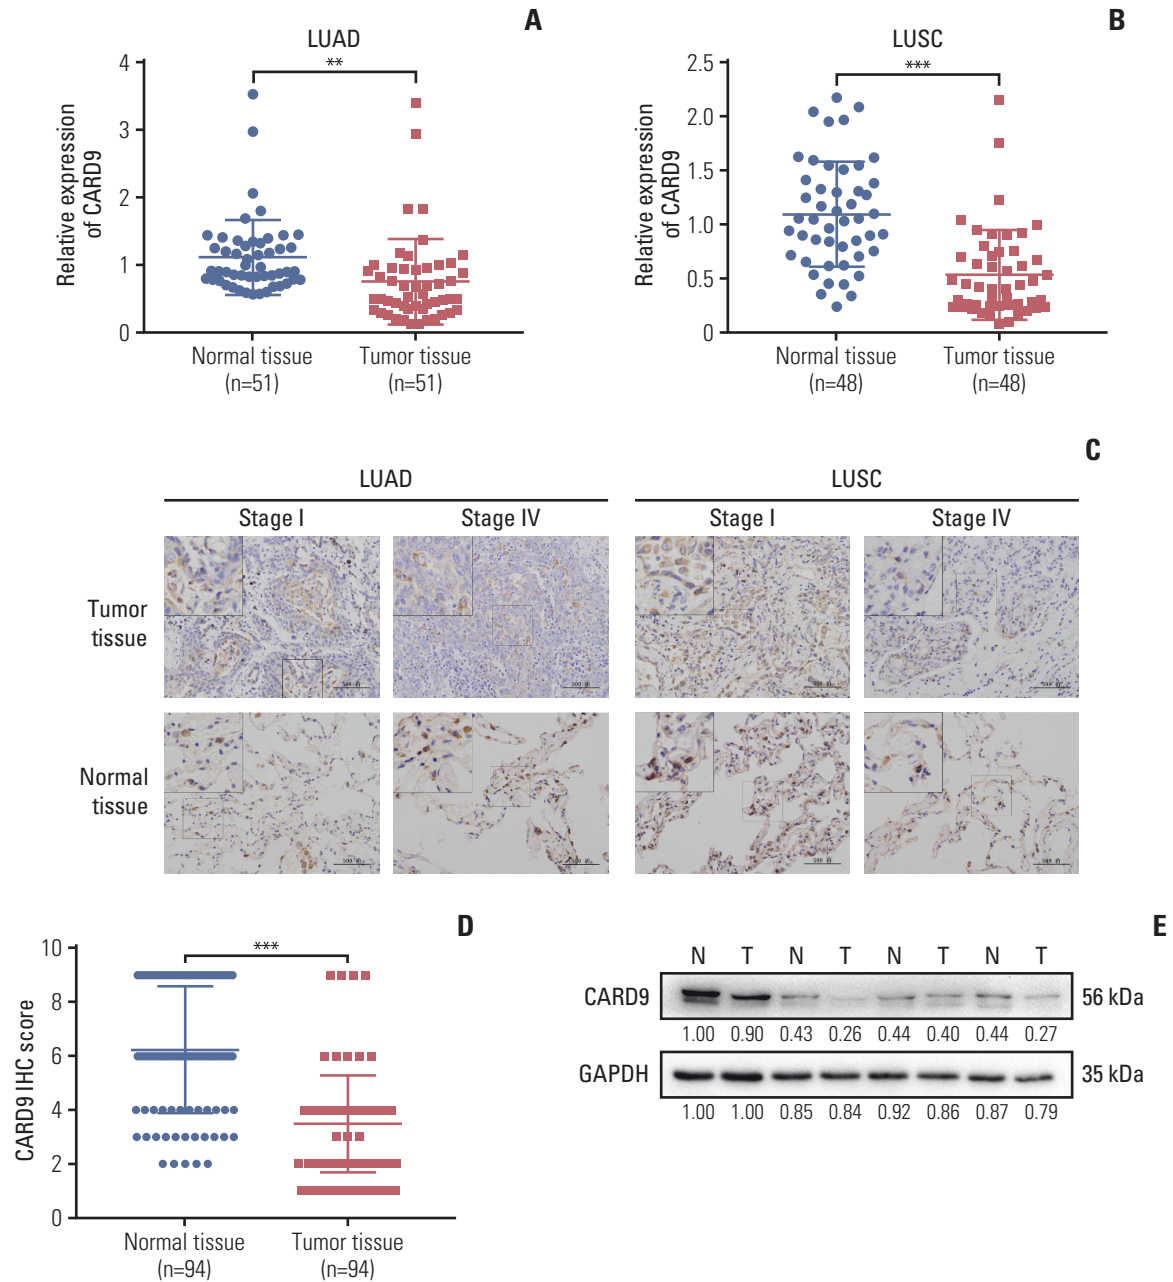 A
LUAD
**
Relative expression
of CARD9
4
3
2
1
0
Normal tissue
(n=51)
Tumor tissue
(n=51)
B
LUSC
***
Relative expression
of CARD9
2.5
2.0
1.5
1.0
0.5
0
Normal tissue
(n=48)
Tumor tissue
(n=48)
C
LUAD
LUSC
Stage I
Stage IV
Stage I
Stage IV
Tumor
tissue
Normal
tissue
D
***
CARD9 IHC score
10
8
6
4
2
0
Normal tissue
(n=94)
Tumor tissue
(n=94)
E
N T N T N T N T
CARD9
56 kDa
1.00 0.90 0.43 0.26 0.44 0.40 0.44 0.27
GAPDH
35 kDa
1.00 1.00 0.85 0.84 0.92 0.86 0.87 0.79